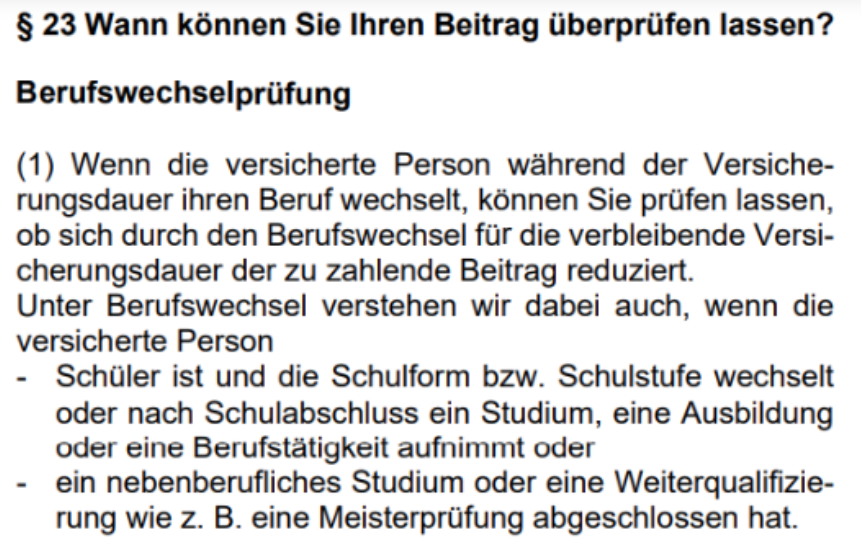 § 23 Wann können Sie Ihren Beitrag überprüfen lassen?
Berufswechselprüfung
(1) Wenn die versicherte Person während der Versiche-
rungsdauer ihren Beruf wechselt, können Sie prüfen lassen,
ob sich durch den Berufswechsel für die verbleibende Versi-
cherungsdauer der zu zahlende Beitrag reduziert.
Unter Berufswechsel verstehen wir dabei auch, wenn die
versicherte Person
- Schüler ist und die Schulform bzw. Schulstufe wechselt
oder nach Schulabschluss ein Studium, eine Ausbildung
oder eine Berufstätigkeit aufnimmt oder
- ein nebenberufliches Studium oder eine Weiterqualifizie-
rung wie z. B. eine Meisterprüfung abgeschlossen hat.